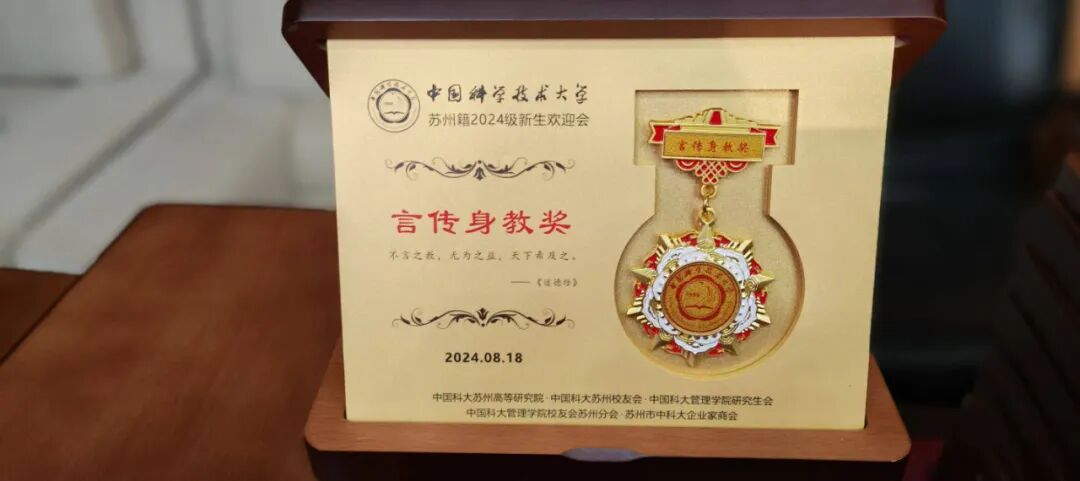 中国科学技术大学
苏州籍2024级新生欢迎会
言传身教奖
不言之教，无为之益，天下希及之。
——《道德经》
2024.08.18
中国科大苏州高等研究院·中国科大苏州校友会·中国科大管理学院研究生会
中国科大管理学院校友会苏州分会·苏州市中科大企业家商会
言传身教奖